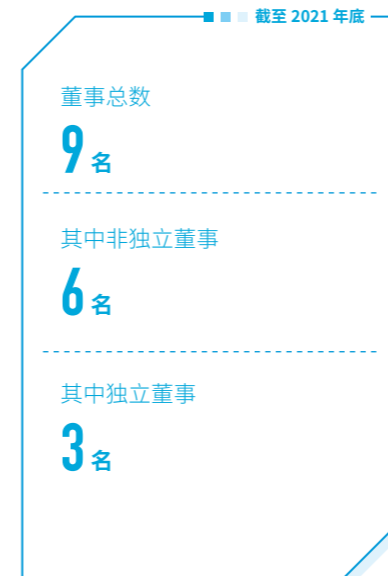 截至 2021 年底
董事总数
9 名
其中非独立董事
6 名
其中独立董事
3 名